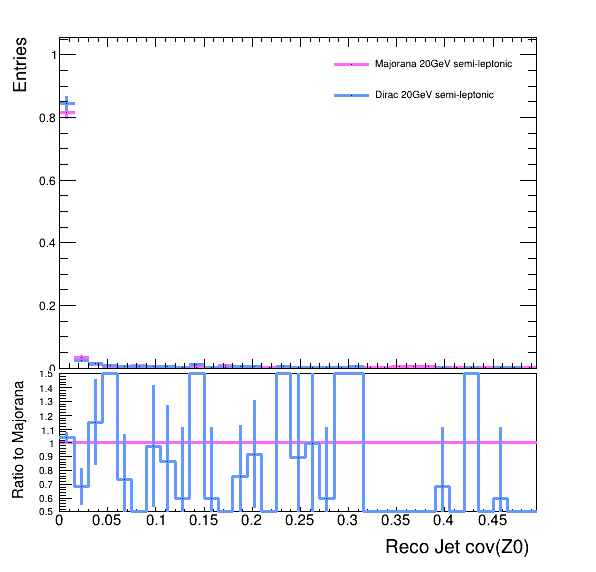 Entries
1
0.8
0.6
0.4
0.2
0
Majorana 20GeV semi-leptonic
Dirac 20GeV semi-leptonic
Ratio to Majorana
1.5
1.4
1.3
1.2
1.1
1
0.9
0.8
0.7
0.6
0.5
0 0.05 0.1 0.15 0.2 0.25 0.3 0.35 0.4 0.45
Reco Jet cov(Z0)